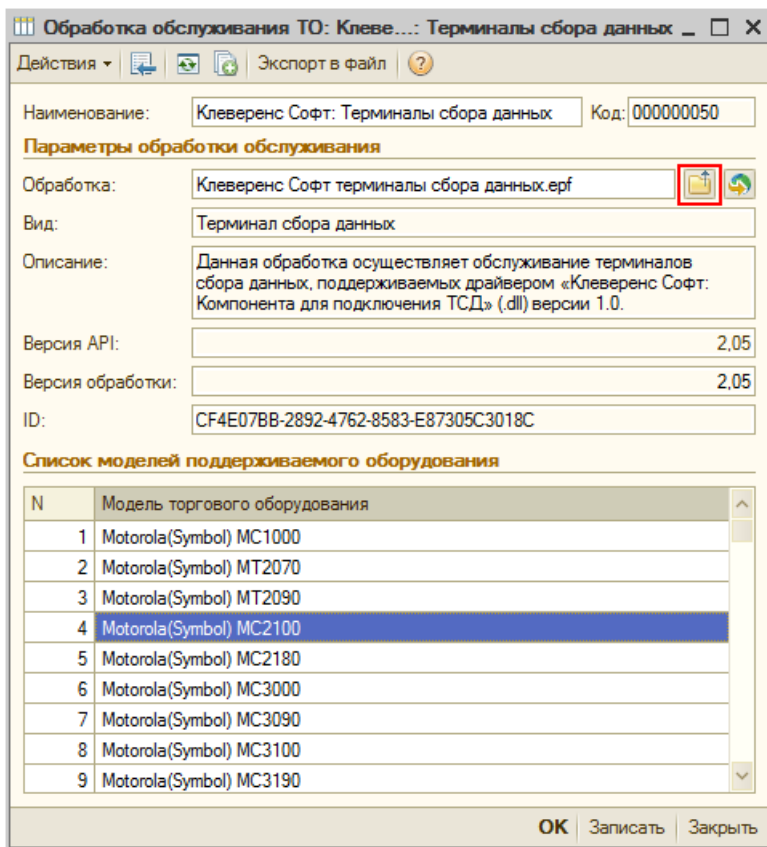 Обработка обслуживания ТО: Клеве...: Терминалы сбора данных
Действия Экспорт в файл ?
Наименование: Клеверенс Софт: Терминалы сбора данных Код: 000000050
Параметры обработки обслуживания
Обработка: Клеверенс Софт терминалы сбора данных.epf
Вид: Терминал сбора данных
Описание: Данная обработка осуществляет обслуживание терминалов
сбора данных, поддерживаемых драйвером «Клеверенс Софт:
Компонента для подключения ТСД» (.dll) версии 1.0.
Версия API: 2,05
Версия обработки: 2,05
ID: CF4E07BB-2892-4762-8583-E87305C3018C
Список моделей поддерживаемого оборудования
N Модель торгового оборудования
1 Motorola(Symbol) MC1000
2 Motorola(Symbol) MT2070
3 Motorola(Symbol) MT2090
4 Motorola(Symbol) MC2100
5 Motorola(Symbol) MC2180
6 Motorola(Symbol) MC3000
7 Motorola(Symbol) MC3090
8 Motorola(Symbol) MC3100
9 Motorola(Symbol) MC3190
OK Записать Закрыть